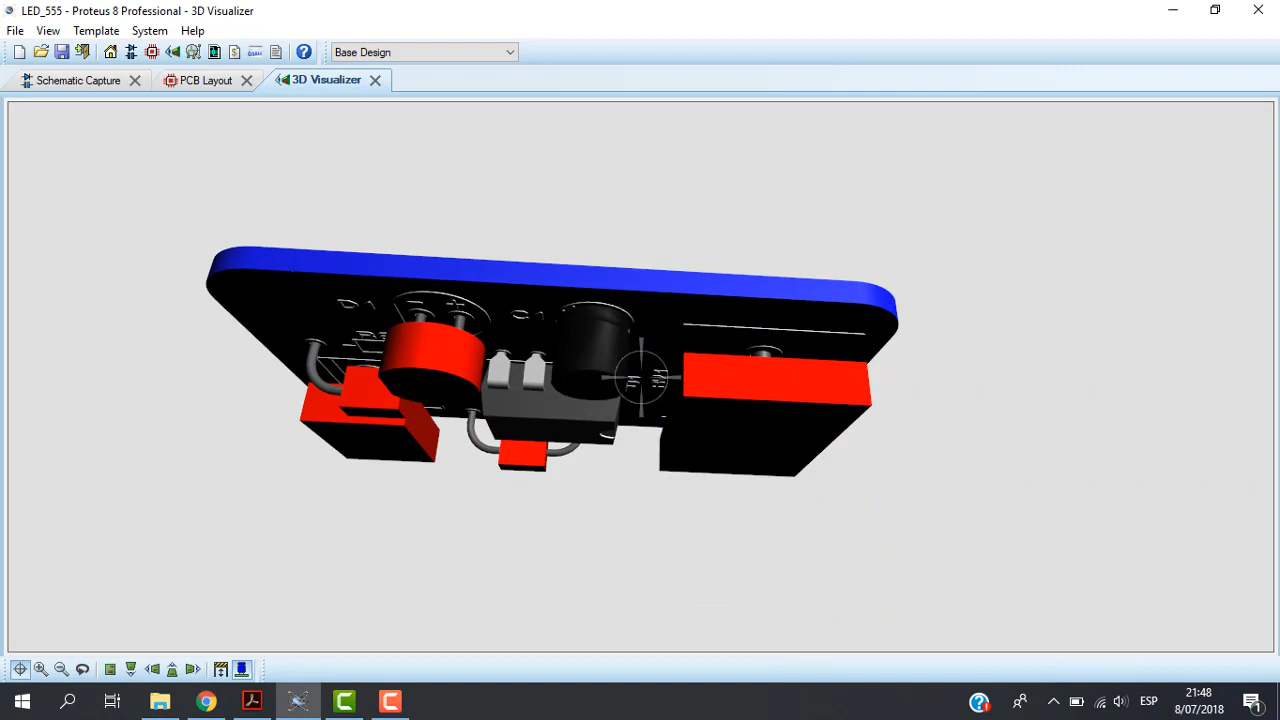 LED_555 - Proteus 8 Professional - 3D Visualizer
File View Template System Help
Base Design
Schematic Capture PCB Layout 3D Visualizer
ESP
21:48
8/07/2018
1